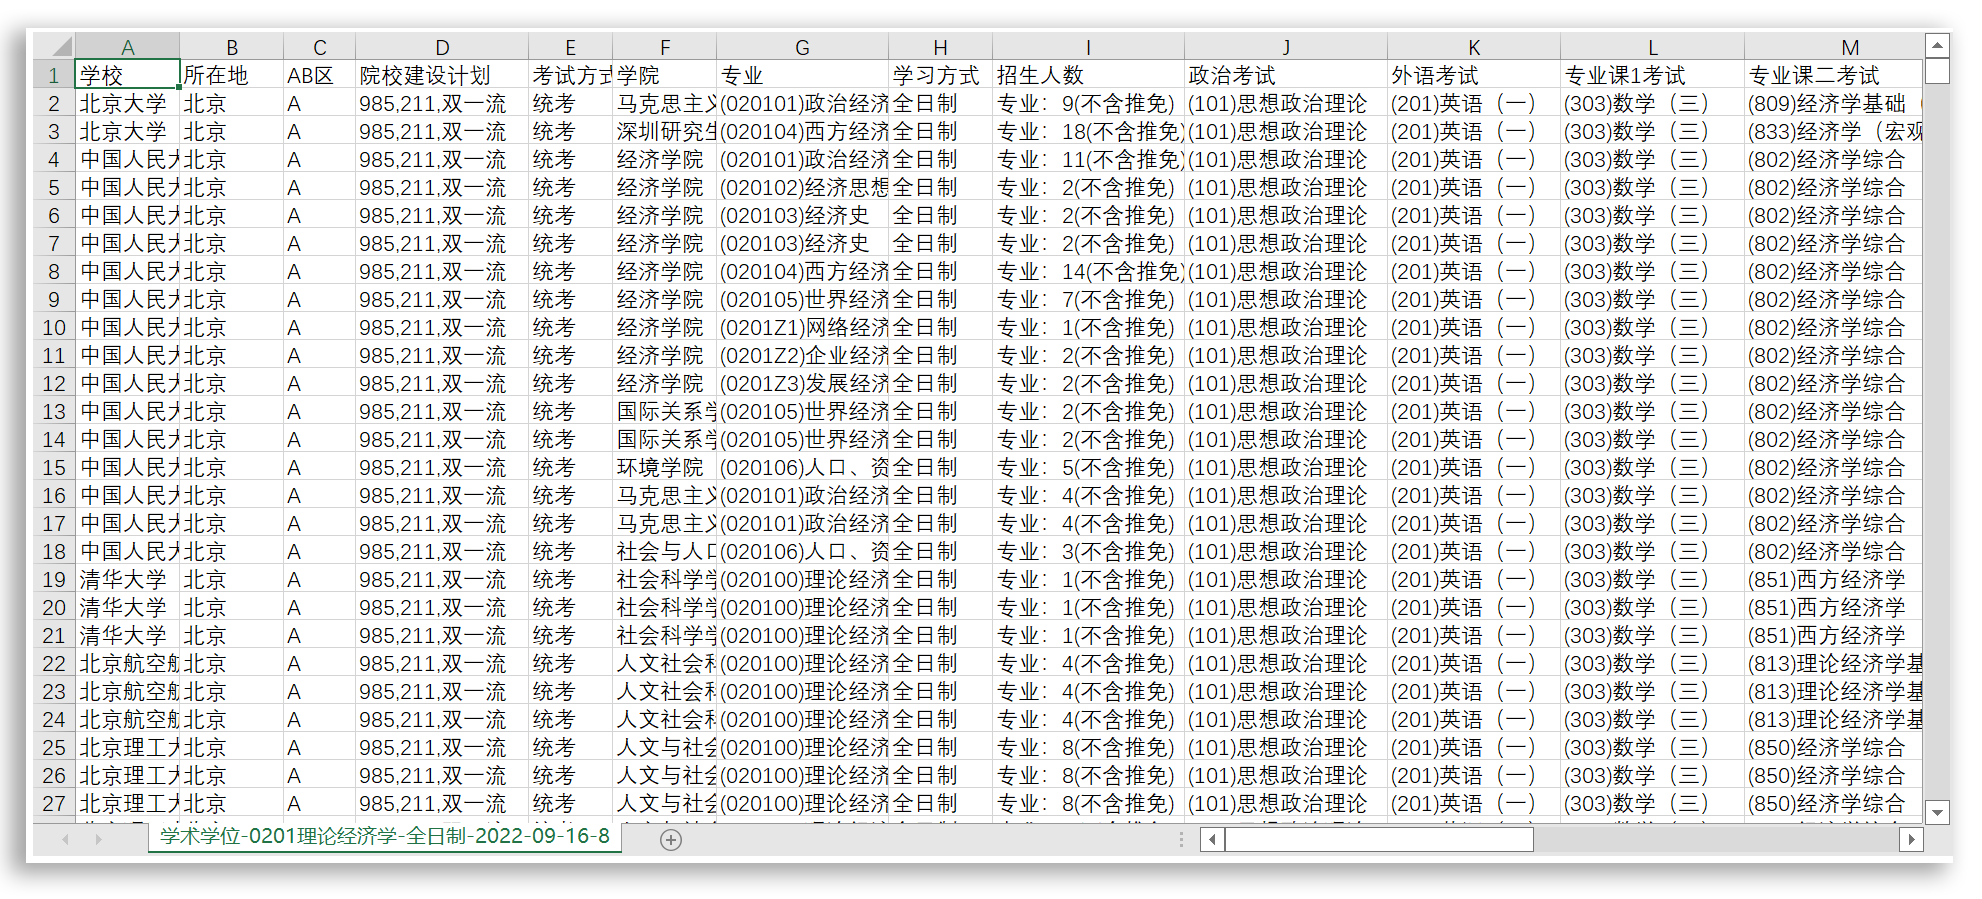 A B C D E F G H I J K L M
1 学校 所在地 AB区 院校建设计划 考试方式 学院 专业 学习方式 招生人数 政治考试 外语考试 专业课1考试 专业课二考试
2 北京大学 北京 A 985,211,双一流 统考 马克思主义 (020101)政治经济 全日制 专业：9(不含推免) (101)思想政治理论 (201)英语（一） (303)数学（三） (809)经济学基础（
3 北京大学 北京 A 985,211,双一流 统考 深圳研究生 (020104)西方经济 全日制 专业：18(不含推免) (101)思想政治理论 (201)英语（一） (303)数学（三） (833)经济学（宏观
4 中国人民大 北京 A 985,211,双一流 统考 经济学院 (020101)政治经济 全日制 专业：11(不含推免) (101)思想政治理论 (201)英语（一） (303)数学（三） (802)经济学综合
5 中国人民大 北京 A 985,211,双一流 统考 经济学院 (020102)经济思想 全日制 专业：2(不含推免) (101)思想政治理论 (201)英语（一） (303)数学（三） (802)经济学综合
6 中国人民大 北京 A 985,211,双一流 统考 经济学院 (020103)经济史 全日制 专业：2(不含推免) (101)思想政治理论 (201)英语（一） (303)数学（三） (802)经济学综合
7 中国人民大 北京 A 985,211,双一流 统考 经济学院 (020103)经济史 全日制 专业：2(不含推免) (101)思想政治理论 (201)英语（一） (303)数学（三） (802)经济学综合
8 中国人民大 北京 A 985,211,双一流 统考 经济学院 (020104)西方经济 全日制 专业：14(不含推免) (101)思想政治理论 (201)英语（一） (303)数学（三） (802)经济学综合
9 中国人民大 北京 A 985,211,双一流 统考 经济学院 (020105)世界经济 全日制 专业：7(不含推免) (101)思想政治理论 (201)英语（一） (303)数学（三） (802)经济学综合
10 中国人民大 北京 A 985,211,双一流 统考 经济学院 (0201Z1)网络经济 全日制 专业：1(不含推免) (101)思想政治理论 (201)英语（一） (303)数学（三） (802)经济学综合
11 中国人民大 北京 A 985,211,双一流 统考 经济学院 (0201Z2)企业经济 全日制 专业：2(不含推免) (101)思想政治理论 (201)英语（一） (303)数学（三） (802)经济学综合
12 中国人民大 北京 A 985,211,双一流 统考 经济学院 (0201Z3)发展经济 全日制 专业：2(不含推免) (101)思想政治理论 (201)英语（一） (303)数学（三） (802)经济学综合
13 中国人民大 北京 A 985,211,双一流 统考 国际关系学 (020105)世界经济 全日制 专业：2(不含推免) (101)思想政治理论 (201)英语（一） (303)数学（三） (802)经济学综合
14 中国人民大 北京 A 985,211,双一流 统考 国际关系学 (020105)世界经济 全日制 专业：2(不含推免) (101)思想政治理论 (201)英语（一） (303)数学（三） (802)经济学综合
15 中国人民大 北京 A 985,211,双一流 统考 环境学院 (020106)人口、资 全日制 专业：5(不含推免) (101)思想政治理论 (201)英语（一） (303)数学（三） (802)经济学综合
16 中国人民大 北京 A 985,211,双一流 统考 马克思主义 (020101)政治经济 全日制 专业：4(不含推免) (101)思想政治理论 (201)英语（一） (303)数学（三） (802)经济学综合
17 中国人民大 北京 A 985,211,双一流 统考 马克思主义 (020101)政治经济 全日制 专业：4(不含推免) (101)思想政治理论 (201)英语（一） (303)数学（三） (802)经济学综合
18 中国人民大 北京 A 985,211,双一流 统考 社会与人口 (020106)人口、资 全日制 专业：3(不含推免) (101)思想政治理论 (201)英语（一） (303)数学（三） (802)经济学综合
19 清华大学 北京 A 985,211,双一流 统考 社会科学学 (020100)理论经济 全日制 专业：1(不含推免) (101)思想政治理论 (201)英语（一） (303)数学（三） (851)西方经济学
20 清华大学 北京 A 985,211,双一流 统考 社会科学学 (020100)理论经济 全日制 专业：1(不含推免) (101)思想政治理论 (201)英语（一） (303)数学（三） (851)西方经济学
21 清华大学 北京 A 985,211,双一流 统考 社会科学学 (020100)理论经济 全日制 专业：1(不含推免) (101)思想政治理论 (201)英语（一） (303)数学（三） (851)西方经济学
22 北京航空航 北京 A 985,211,双一流 统考 人文社会科 (020100)理论经济 全日制 专业：4(不含推免) (101)思想政治理论 (201)英语（一） (303)数学（三） (813)理论经济学基
23 北京航空航 北京 A 985,211,双一流 统考 人文社会科 (020100)理论经济 全日制 专业：4(不含推免) (101)思想政治理论 (201)英语（一） (303)数学（三） (813)理论经济学基
24 北京航空航 北京 A 985,211,双一流 统考 人文社会科 (020100)理论经济 全日制 专业：4(不含推免) (101)思想政治理论 (201)英语（一） (303)数学（三） (813)理论经济学基
25 北京理工大 北京 A 985,211,双一流 统考 人文与社会 (020100)理论经济 全日制 专业：8(不含推免) (101)思想政治理论 (201)英语（一） (303)数学（三） (850)经济学综合
26 北京理工大 北京 A 985,211,双一流 统考 人文与社会 (020100)理论经济 全日制 专业：8(不含推免) (101)思想政治理论 (201)英语（一） (303)数学（三） (850)经济学综合
27 北京理工大 北京 A 985,211,双一流 统考 人文与社会 (020100)理论经济 全日制 专业：8(不含推免) (101)思想政治理论 (201)英语（一） (303)数学（三） (850)经济学综合
学术学位-0201理论经济学-全日制-2022-09-16-8